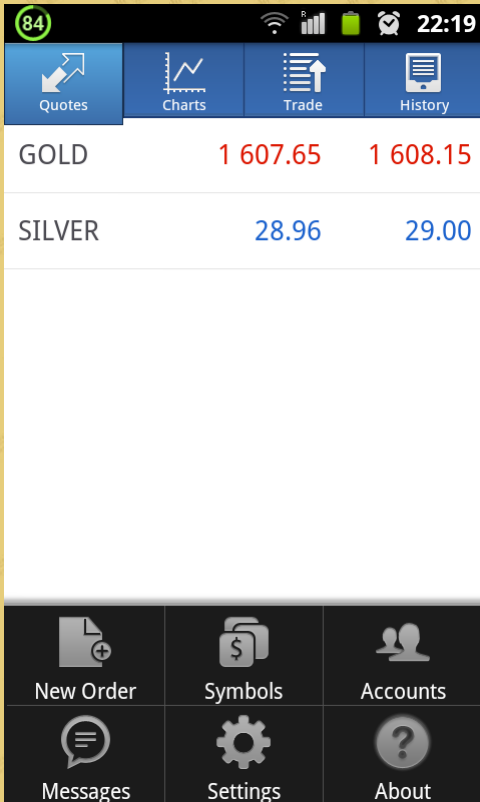 84 R 22:19
Quotes Charts Trade History
GOLD 1 607.65 1 608.15
SILVER 28.96 29.00
$ ?
New Order Symbols Accounts
Messages Settings About